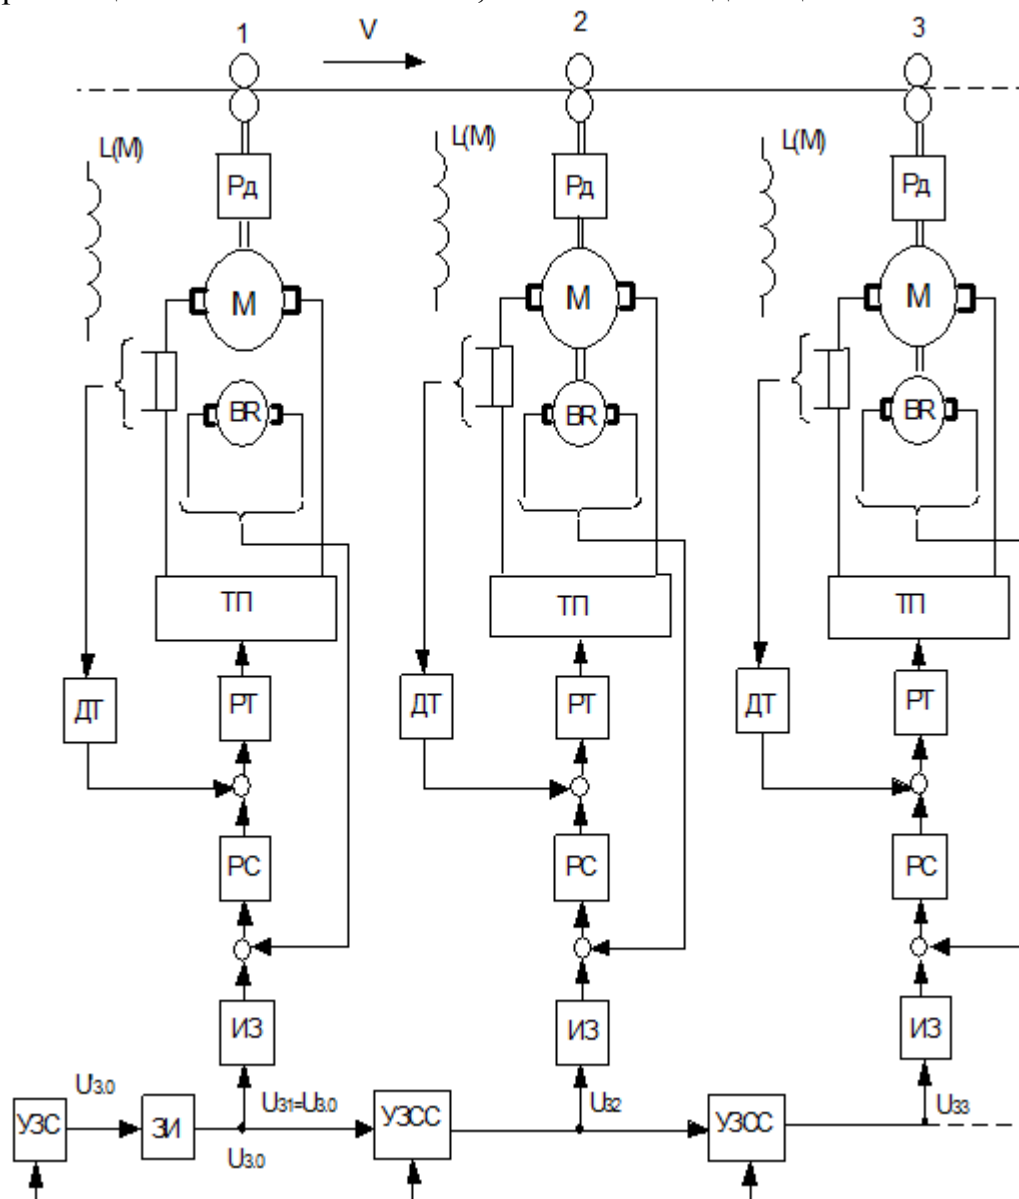 1 V 2 3
L(M) L(M) L(M)
Рд Рд Рд
М М М
BR BR BR
ТП ТП ТП
ДТ РТ ДТ РТ ДТ РТ
РС РС РС
ИЗ ИЗ ИЗ
Uз.0 Uз1=Uз.0 Uз2 Uз3
УЗС ЗИ УЗСС УЗСС
Uз.0